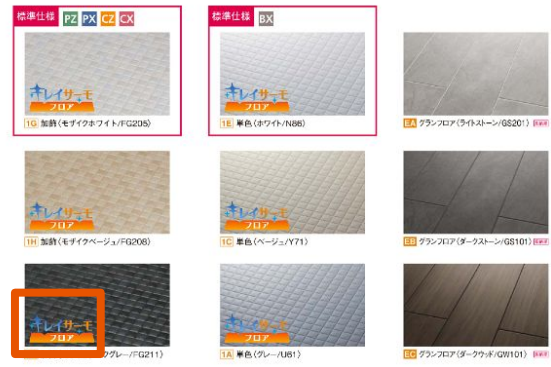 標準仕様 PZ PX CZ CX
標準仕様 BX
キレイサーモ
フロア
キレイサーモ
フロア
1G 加飾(モザイクホワイト/FG205)
1E 単色(ホワイト/N86)
EA グランフロア(ライトストーン/GS201)
キレイサーモ
フロア
キレイサーモ
フロア
1H 加飾(モザイクベージュ/FG208)
1C 単色(ベージュ/Y71)
EB グランフロア(ダークストーン/GS101)
キレイサーモ
フロア
キレイサーモ
フロア
クグレー/FG211)
1A 単色(グレー/U61)
EC グランフロア(ダークウッド/GW101)